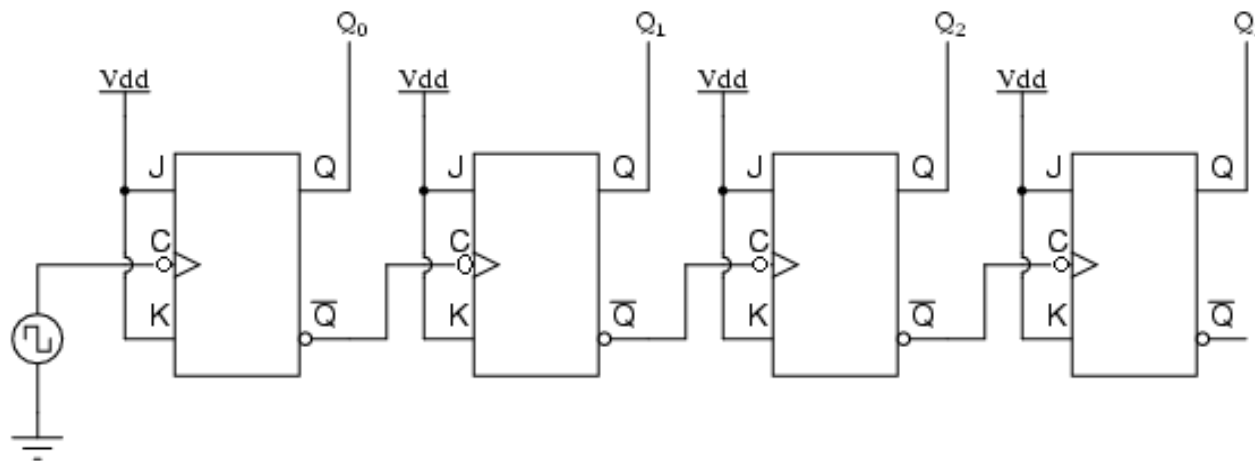 Q₀ Q₁ Q₂ Q
Vdd Vdd Vdd Vdd
J Q J Q J Q J Q
C C C C
K Q̅ K Q̅ K Q̅ K Q̅